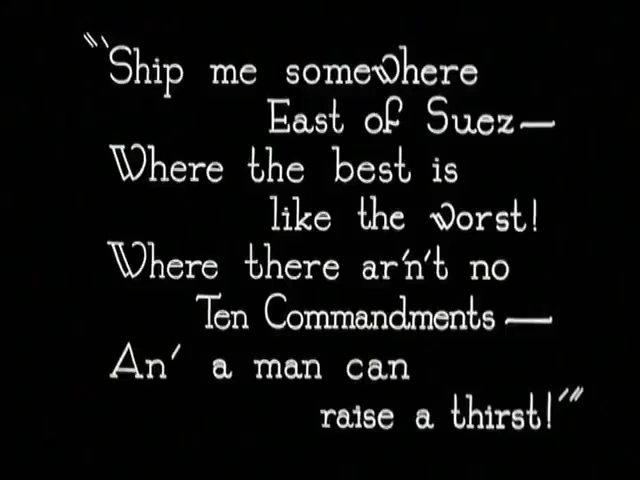 "'Ship me somewhere
East of Suez—
Where the best is
like the worst!
Where there ar'n't no
Ten Commandments—
An' a man can
raise a thirst!'"